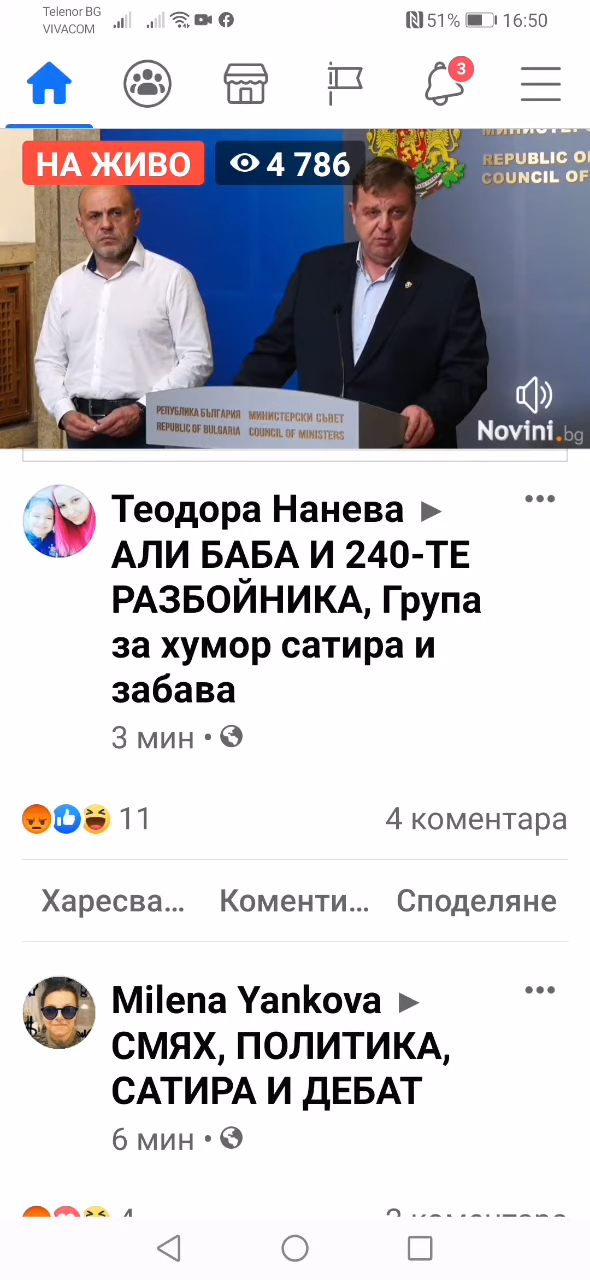 Telenor BG
VIVACOM
51% 16:50
3
НА ЖИВО 4 786
REPUBLIC
COUNCIL OF
РЕПУБЛИКА БЪЛГАРИЯ МИНИСТЕРСКИ СЪВЕТ
REPUBLIC OF BULGARIA COUNCIL OF MINISTERS
Novini.bg
Теодора Нанева ►
АЛИ БАБА И 240-ТЕ
РАЗБОЙНИКА, Група
за хумор сатира и
забава
3 мин •
11 4 коментара
Харесва... Коменти... Споделяне
Milena Yankova ►
СМЯХ, ПОЛИТИКА,
САТИРА И ДЕБАТ
6 мин •